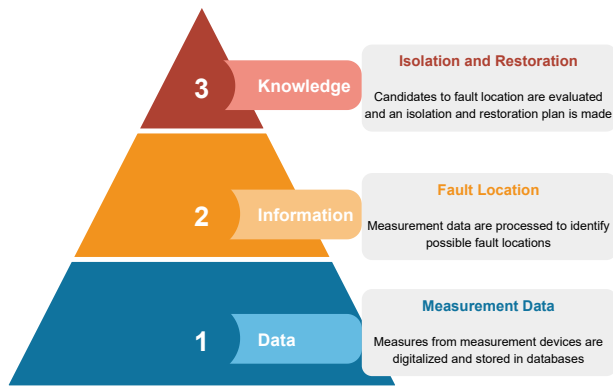 Isolation and Restoration
3 Knowledge
Candidates to fault location are evaluated
and an isolation and restoration plan is made
Fault Location
2 Information
Measurement data are processed to identify
possible fault locations
Measurement Data
1 Data
Measures from measurement devices are
digitalized and stored in databases